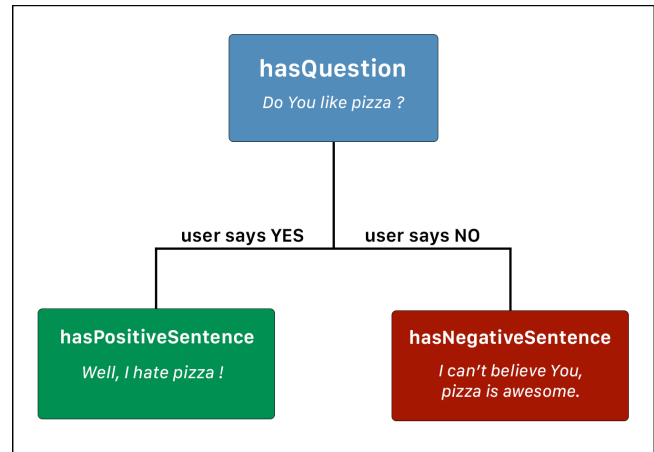 hasQuestion
Do You like pizza ?
user says YES
user says NO
hasPositiveSentence
Well, I hate pizza !
hasNegativeSentence
I can't believe You,
pizza is awesome.